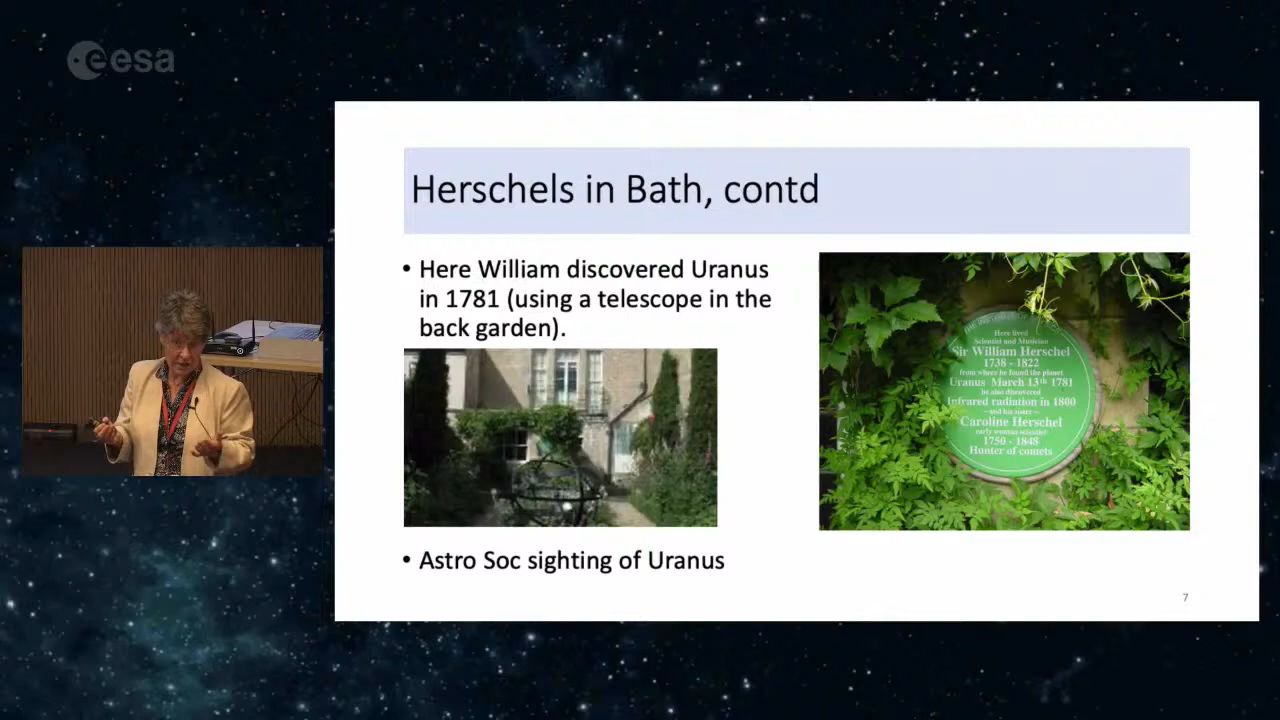 esa
Herschels in Bath, contd
• Here William discovered Uranus
in 1781 (using a telescope in the
back garden).
• Astro Soc sighting of Uranus
Here lived
Scientist and Musician
Sir William Herschel
1738 - 1822
from where he found the planet
Uranus March 13th 1781
he also discovered
Infrared radiation in 1800
~and his sister~
Caroline Herschel
early woman scientist
1750 - 1848
Hunter of comets
7